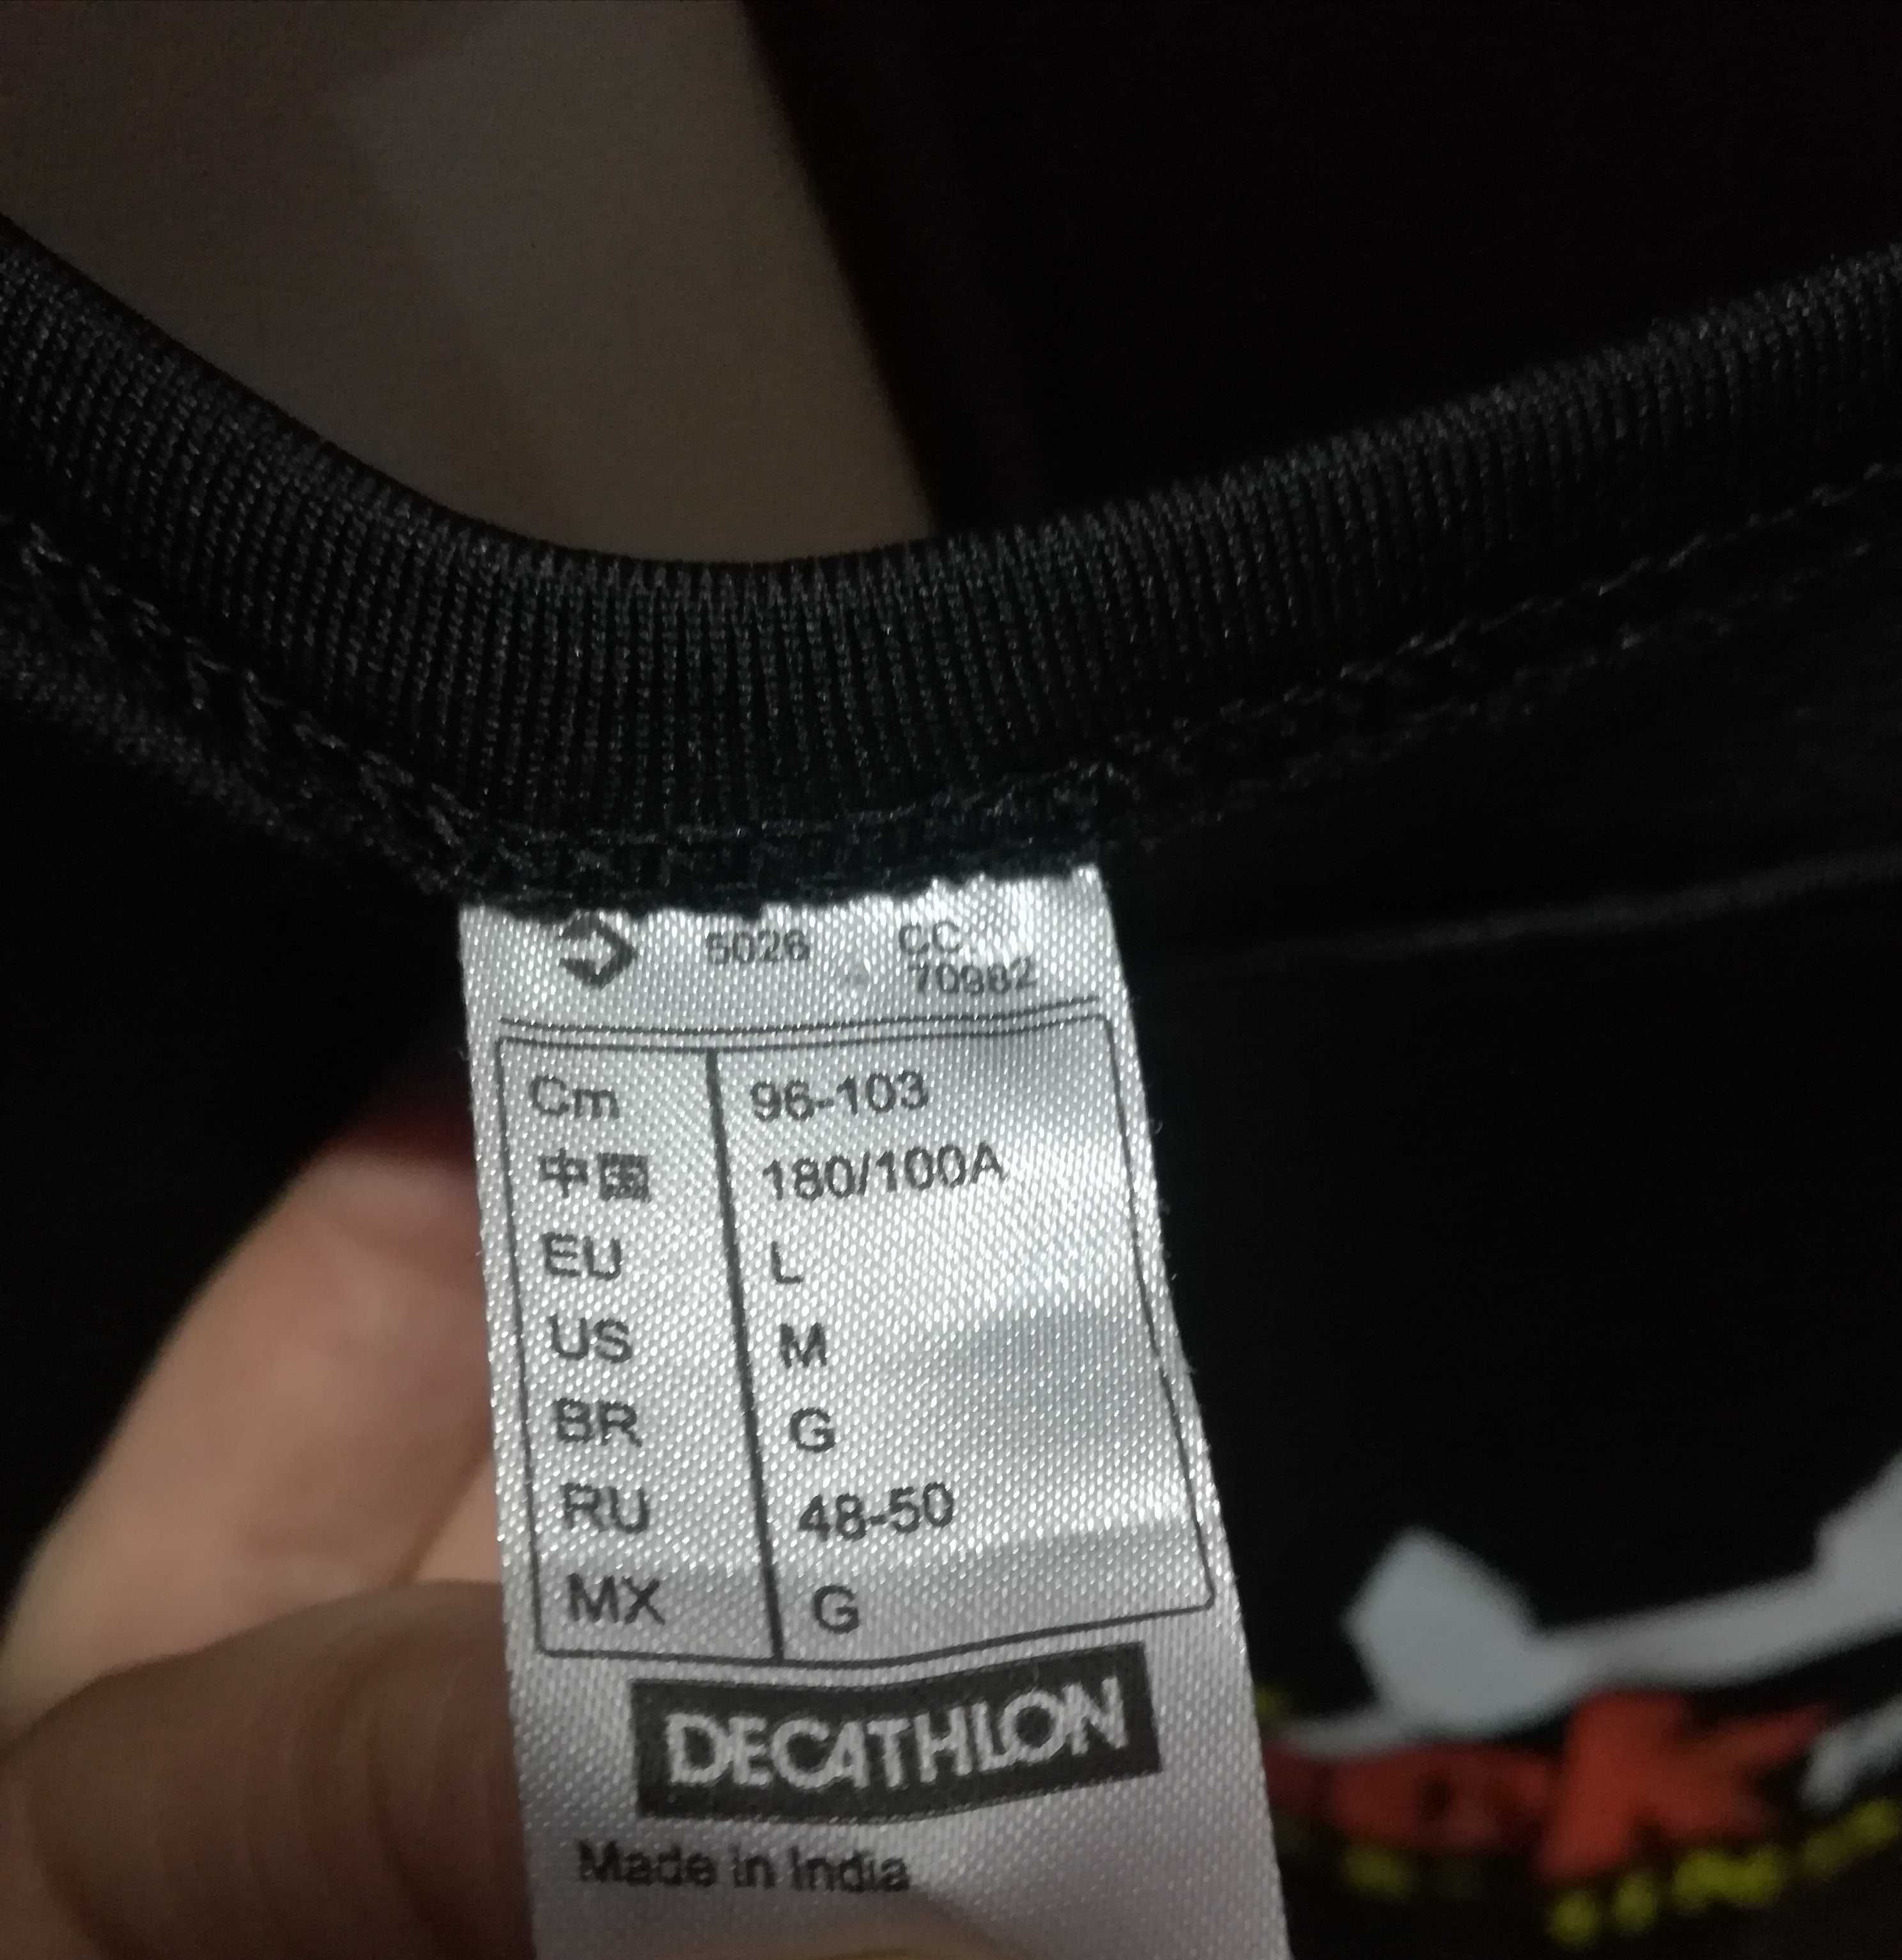 5026 CC
70982
Cm 96-103
中国 180/100A
EU L
US M
BR G
RU 48-50
MX G
DECATHLON
Made in India